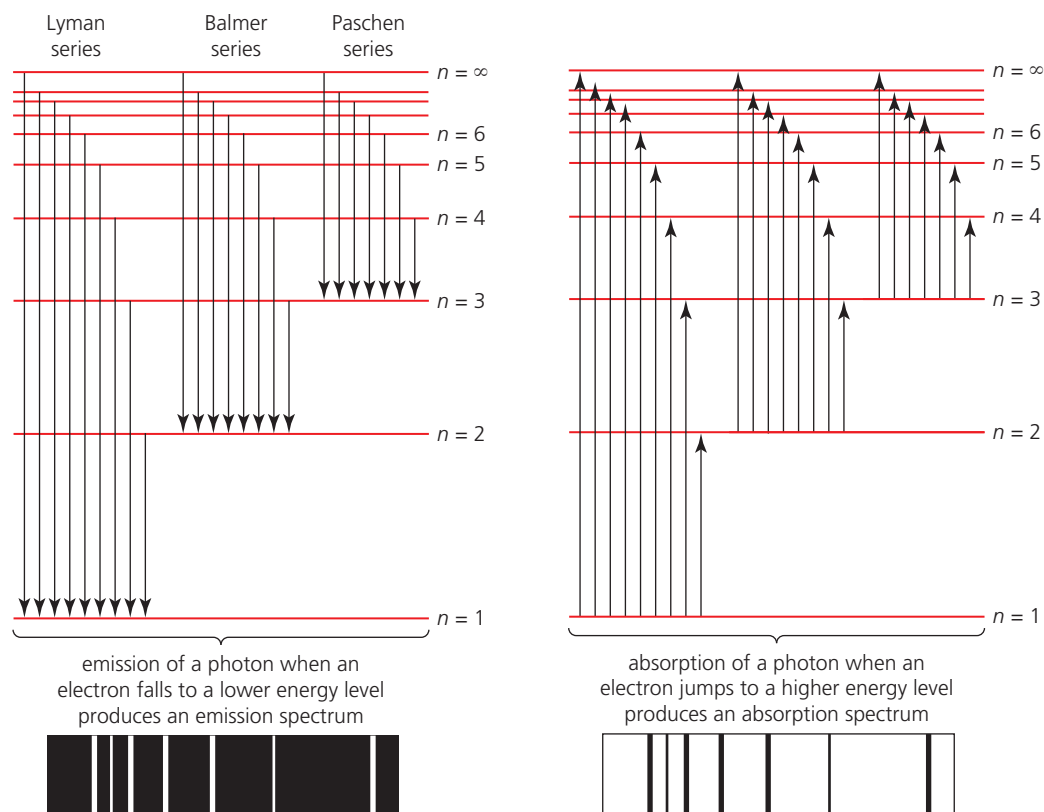 Lyman
series
Balmer
series
Paschen
series
n = ∞
n = 6
n = 5
n = 4
n = 3
n = 2
n = 1
emission of a photon when an
electron falls to a lower energy level
produces an emission spectrum
n = ∞
n = 6
n = 5
n = 4
n = 3
n = 2
n = 1
absorption of a photon when an
electron jumps to a higher energy level
produces an absorption spectrum